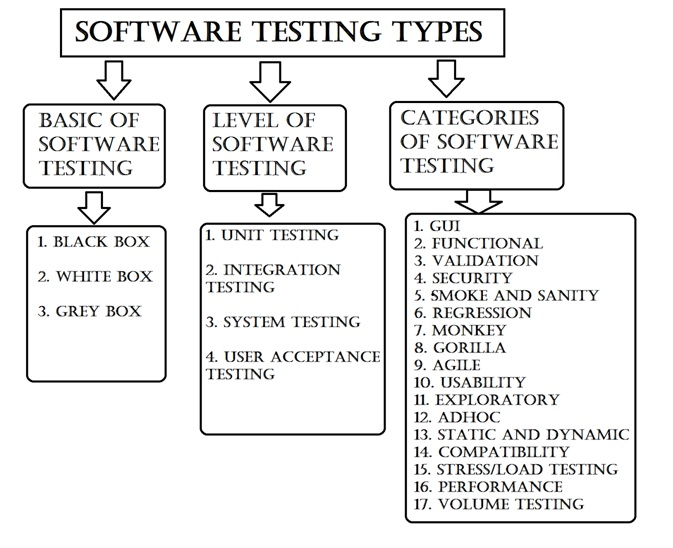 SOFTWARE TESTING TYPES
BASIC OF
SOFTWARE
TESTING
LEVEL OF
SOFTWARE
TESTING
CATEGORIES
OF SOFTWARE
TESTING
1. BLACK BOX
2. WHITE BOX
3. GREY BOX
1. UNIT TESTING
2. INTEGRATION
TESTING
3. SYSTEM TESTING
4. USER ACCEPTANCE
TESTING
1. GUI
2. FUNCTIONAL
3. VALIDATION
4. SECURITY
5. SMOKE AND SANITY
6. REGRESSION
7. MONKEY
8. GORILLA
9. AGILE
10. USABILITY
11. EXPLORATORY
12. ADHOC
13. STATIC AND DYNAMIC
14. COMPATIBILITY
15. STRESS/LOAD TESTING
16. PERFORMANCE
17. VOLUME TESTING